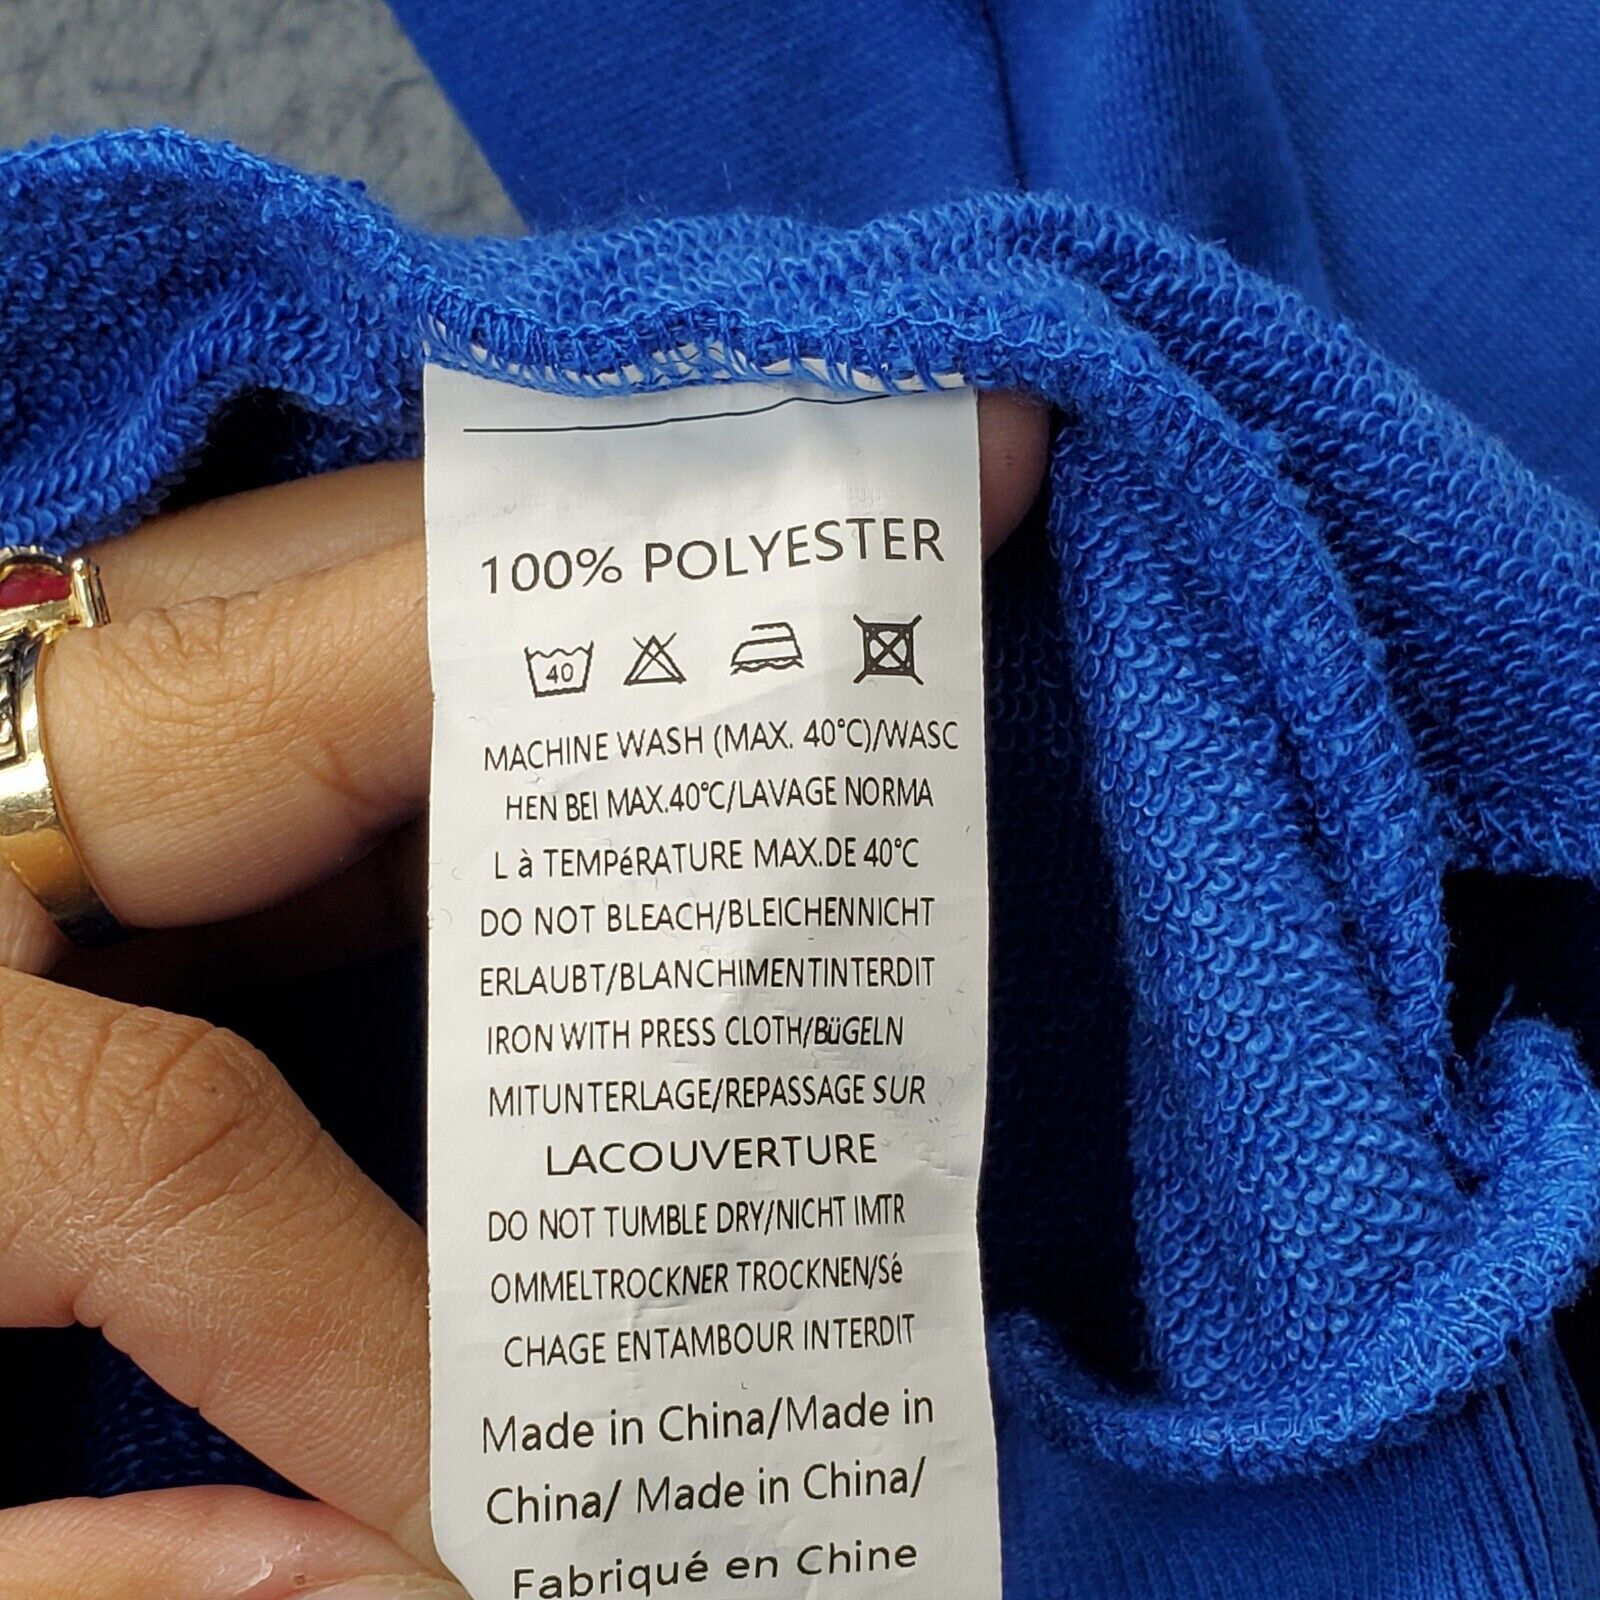 100% POLYESTER
40
MACHINE WASH (MAX. 40°C)/WASC
HEN BEI MAX.40°C/LAVAGE NORMA
L à TEMPéRATURE MAX.DE 40°C
DO NOT BLEACH/BLEICHENNICHT
ERLAUBT/BLANCHIMENTINTERDIT
IRON WITH PRESS CLOTH/BüGELN
MITUNTERLAGE/REPASSAGE SUR
LACOUVERTURE
DO NOT TUMBLE DRY/NICHT IMTR
OMMELTROCKNER TROCKNEN/Sé
CHAGE ENTAMBOUR INTERDIT
Made in China/Made in
China/ Made in China/
Fabriqué en Chine